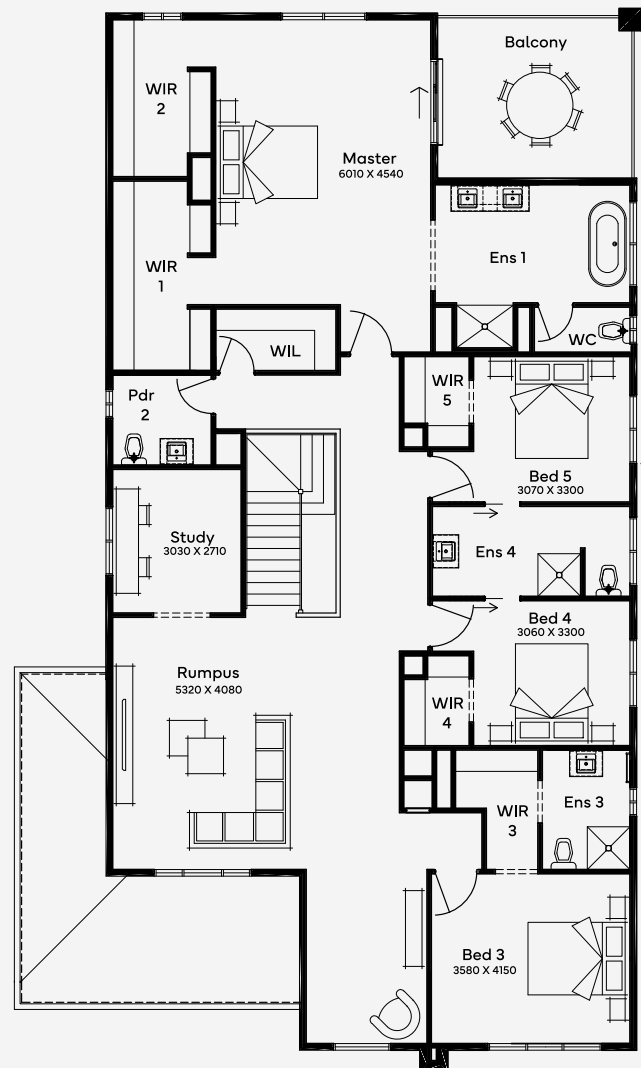 Balcony
WIR
2
Master
6010 X 4540
WIR
1
Ens 1
WC
WIL
WIR
5
Pdr
2
Bed 5
3070 X 3300
Study
3030 X 2710
Ens 4
Bed 4
3060 X 3300
Rumpus
5320 X 4080
WIR
4
WIR
3
Ens 3
Bed 3
3580 X 4150